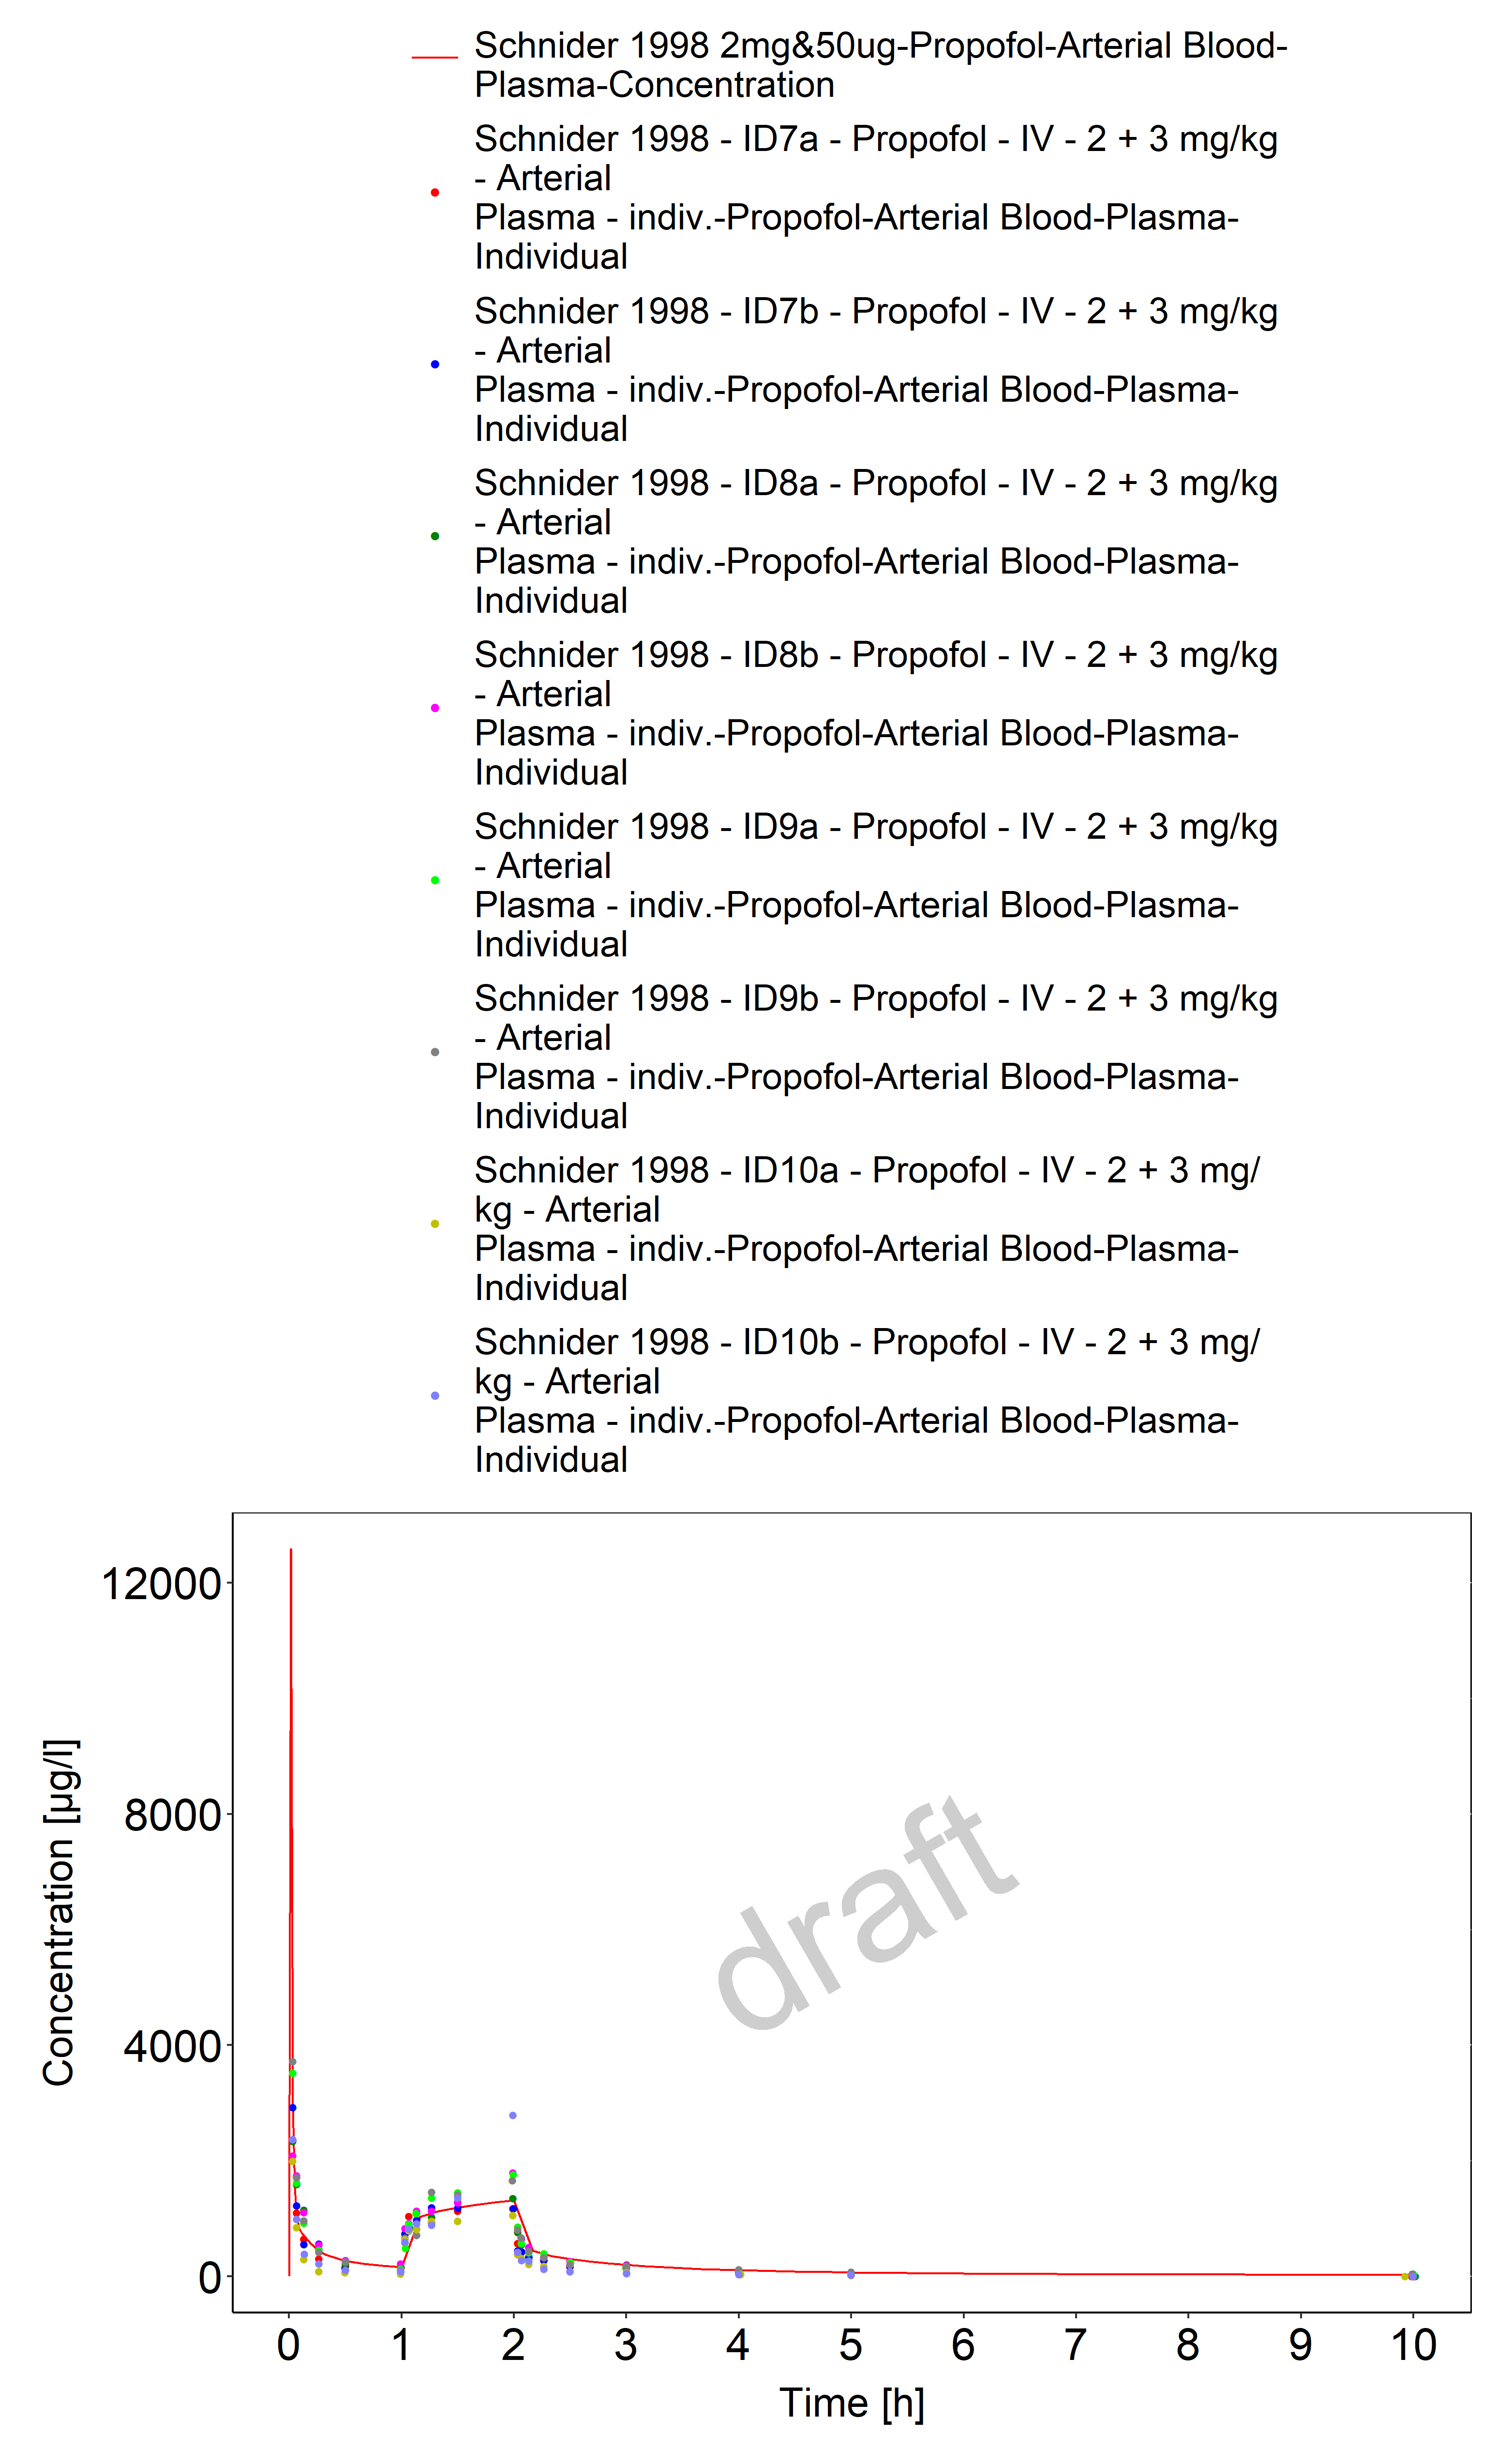 Schnider 1998 2mg&50ug-Propofol-Arterial Blood-
Plasma-Concentration
Schnider 1998 - ID7a - Propofol - IV - 2 + 3 mg/kg
- Arterial
Plasma - indiv.-Propofol-Arterial Blood-Plasma-
Individual
Schnider 1998 - ID7b - Propofol - IV - 2 + 3 mg/kg
- Arterial
Plasma - indiv.-Propofol-Arterial Blood-Plasma-
Individual
Schnider 1998 - ID8a - Propofol - IV - 2 + 3 mg/kg
- Arterial
Plasma - indiv.-Propofol-Arterial Blood-Plasma-
Individual
Schnider 1998 - ID8b - Propofol - IV - 2 + 3 mg/kg
- Arterial
Plasma - indiv.-Propofol-Arterial Blood-Plasma-
Individual
Schnider 1998 - ID9a - Propofol - IV - 2 + 3 mg/kg
- Arterial
Plasma - indiv.-Propofol-Arterial Blood-Plasma-
Individual
Schnider 1998 - ID9b - Propofol - IV - 2 + 3 mg/kg
- Arterial
Plasma - indiv.-Propofol-Arterial Blood-Plasma-
Individual
Schnider 1998 - ID10a - Propofol - IV - 2 + 3 mg/
kg - Arterial
Plasma - indiv.-Propofol-Arterial Blood-Plasma-
Individual
Schnider 1998 - ID10b - Propofol - IV - 2 + 3 mg/
kg - Arterial
Plasma - indiv.-Propofol-Arterial Blood-Plasma-
Individual
12000
8000
4000
0
Concentration [µg/l]
draft
0 1 2 3 4 5 6 7 8 9 10
Time [h]